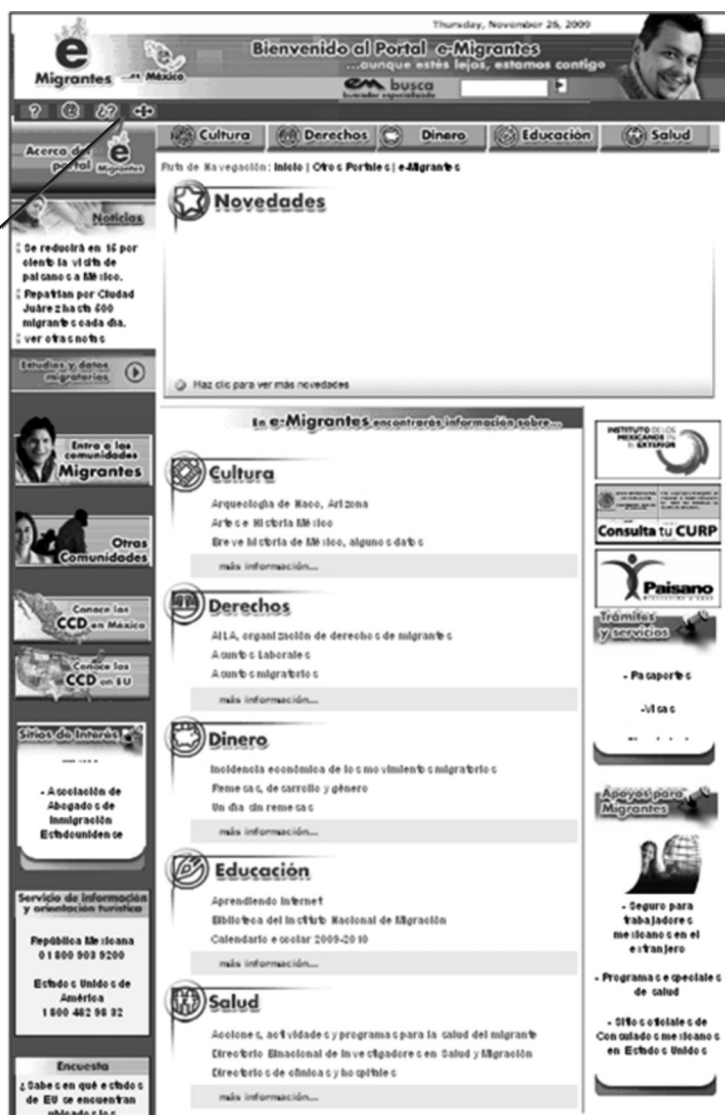 Thursday, November 26, 2009
e
Migrantes ...es México
Bienvenido al Portal e-Migrantes
...aunque estés lejos, estamos contigo
em busca
buscador especializado
? @ ¿?
Cultura Derechos Dinero Educación Salud
Acerca del
portal e Migrantes
Ruta de Navegación: Inicio | Otros Portales | e-Migrantes
Noticias
Se reducirá en 16 por
ciento la visita de
paisanos a México.
Repatrían por Ciudad
Juárez hasta 600
migrantes cada día.
ver otras notas
Novedades
Haz clic para ver más novedades
Estudios y datos
migratorios
Entra a las
comunidades
Migrantes
Otras
Comunidades
Conoce los
CCD en México
Conoce los
CCD en EU
Sitios de Interés
- Asociación de
Abogados de
Inmigración
Estadounidense
Servicio de información
y orientación turística
República Mexicana
01 800 903 9200
Estados Unidos de
América
1 800 482 98 32
Encuesta
¿Sabes en qué estados
de EU se encuentran
ubicados los
En e-Migrantes encontrarás información sobre...
Cultura
Arqueología de Naco, Arizona
Artes e Historia México
Breve historia de México, algunos datos
más información...
Derechos
AILA, organización de derechos de migrantes
Asuntos Laborales
Asuntos migratorios
más información...
Dinero
Incidencia económica de los movimientos migratorios
Remesas, desarrollo y género
Un día sin remesas
más información...
Educación
Aprendiendo Internet
Biblioteca del Instituto Nacional de Migración
Calendario escolar 2009-2010
más información...
Salud
Acciones, actividades y programas para la salud del migrante
Directorio Binacional de Investigadores en Salud y Migración
Directorios de clínicas y hospitales
más información...
INSTITUTO DE LOS
MEXICANOS EN
EL EXTERIOR
Consulta tu CURP
Paisano
Trámites
y servicios
- Pasaportes
-Visas
Apoyos para
Migrantes
- Seguro para
trabajadores
mexicanos en el
extranjero
- Programas especiales
de salud
- Sitios oficiales de
Consulados mexicanos
en Estados Unidos